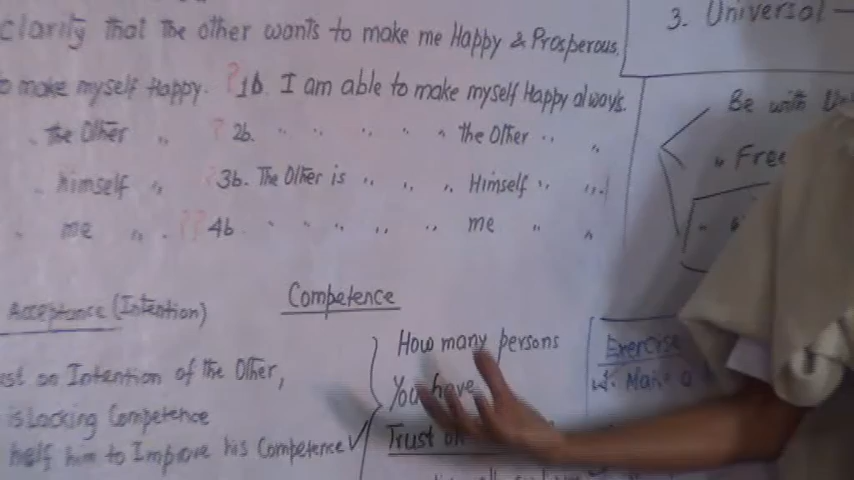 clarity that the other wants to make me Happy & Prosperous.
3. Universal -
to make myself Happy. ? 1b. I am able to make myself Happy always.
Be with
" the Other " ? 2b. " " " " " the Other " "
" Free
" himself " ? 3b. The Other is " " " Himself " "
" me " . ?? 4b " " " " me " "
Acceptance (Intention)
Competence
How many persons
You have
Trust on
Exercise
on Intention of the Other,
is Lacking Competence
help him to Improve his Competence ✓